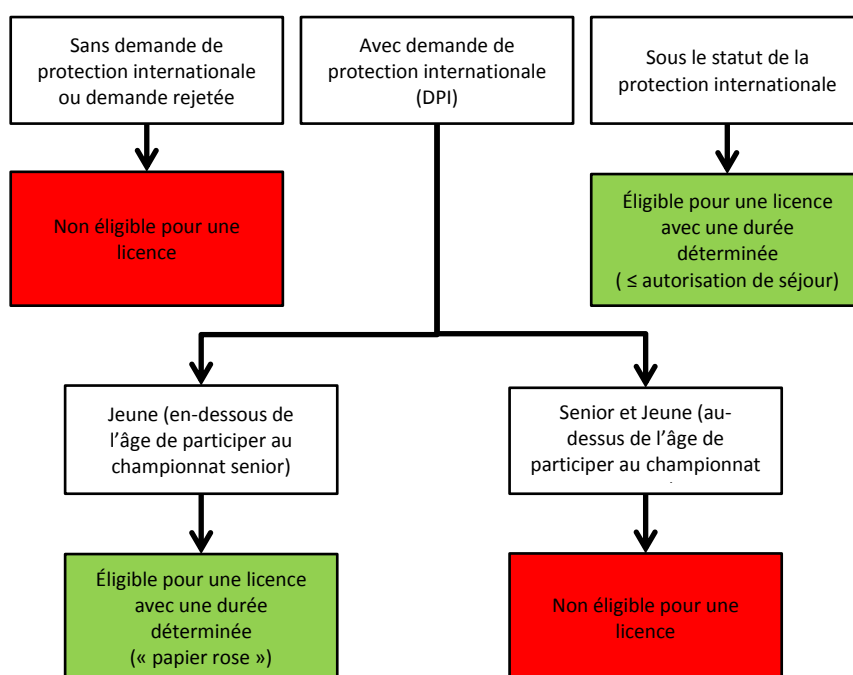 Sans demande de
protection internationale
ou demande rejetée
Avec demande de
protection internationale
(DPI)
Sous le statut de la
protection internationale
Non éligible pour une
licence
Éligible pour une licence
avec une durée
déterminée
( ≤ autorisation de séjour)
Jeune (en-dessous de
l'âge de participer au
championnat senior)
Senior et Jeune (au-
dessus de l'âge de
participer au championnat
Éligible pour une licence
avec une durée
déterminée
(« papier rose »)
Non éligible pour une
licence